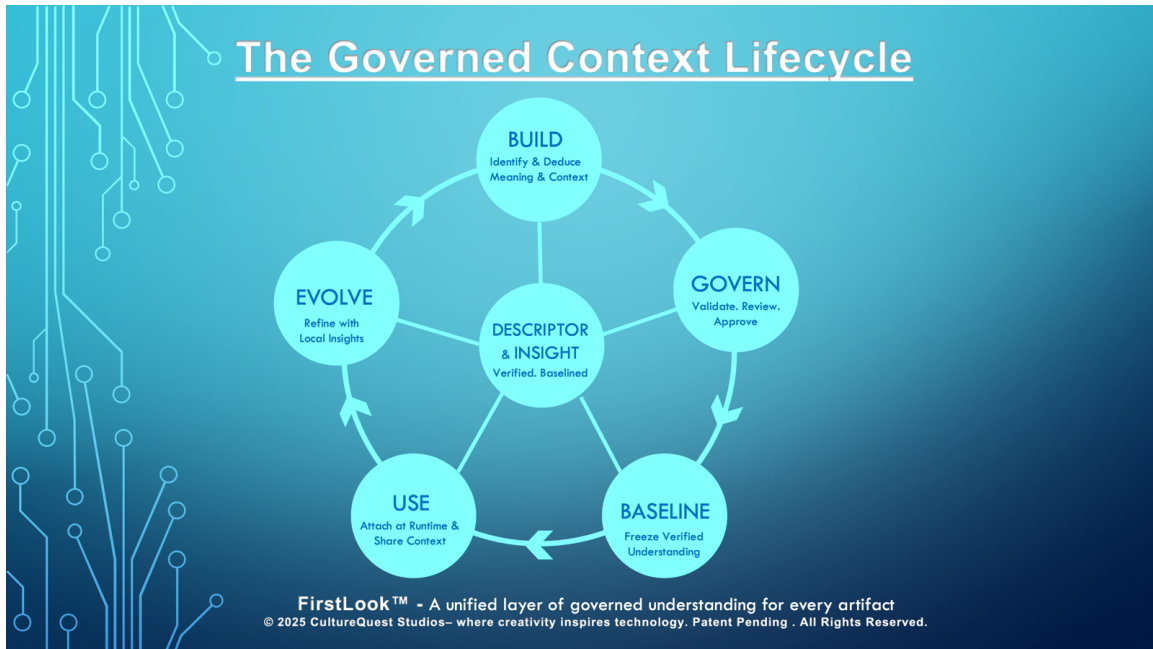 The Governed Context Lifecycle
BUILD
Identify & Deduce
Meaning & Context
GOVERN
Validate. Review.
Approve
EVOLVE
Refine with
Local Insights
DESCRIPTOR
& INSIGHT
Verified. Baselined
USE
Attach at Runtime &
Share Context
BASELINE
Freeze Verified
Understanding
FirstLook™ - A unified layer of governed understanding for every artifact
© 2025 CultureQuest Studios– where creativity inspires technology. Patent Pending . All Rights Reserved.